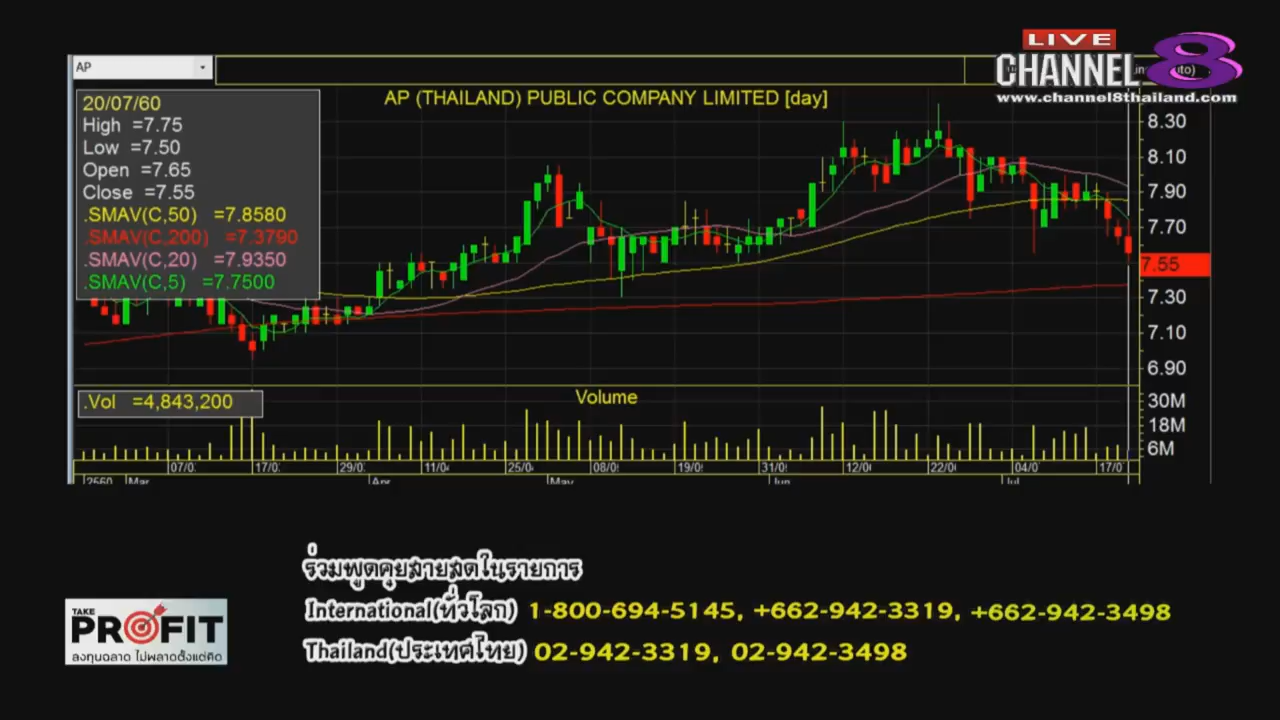 LIVE
CHANNEL 8
www.channel8thailand.com
AP
AP (THAILAND) PUBLIC COMPANY LIMITED [day]
20/07/60
High =7.75
Low =7.50
Open =7.65
Close =7.55
.SMAV(C,50) =7.8580
.SMAV(C,200) =7.3790
.SMAV(C,20) =7.9350
.SMAV(C,5) =7.7500
8.30
8.10
7.90
7.70
7.55
7.30
7.10
6.90
.Vol =4,843,200
Volume
30M
18M
6M
07/0 17/0 29/0 11/0 25/0 08/0 19/0 31/0 12/0 22/0 04/0 17/0
2560 Mar Apr May Jun Jul
ร่วมพูดคุยสายสดในรายการ
International(ทั่วโลก) 1-800-694-5145, +662-942-3319, +662-942-3498
Thailand(ประเทศไทย) 02-942-3319, 02-942-3498
TAKE
PROFIT
ลงทุนฉลาด ไม่พลาดตั้งแต่คิด